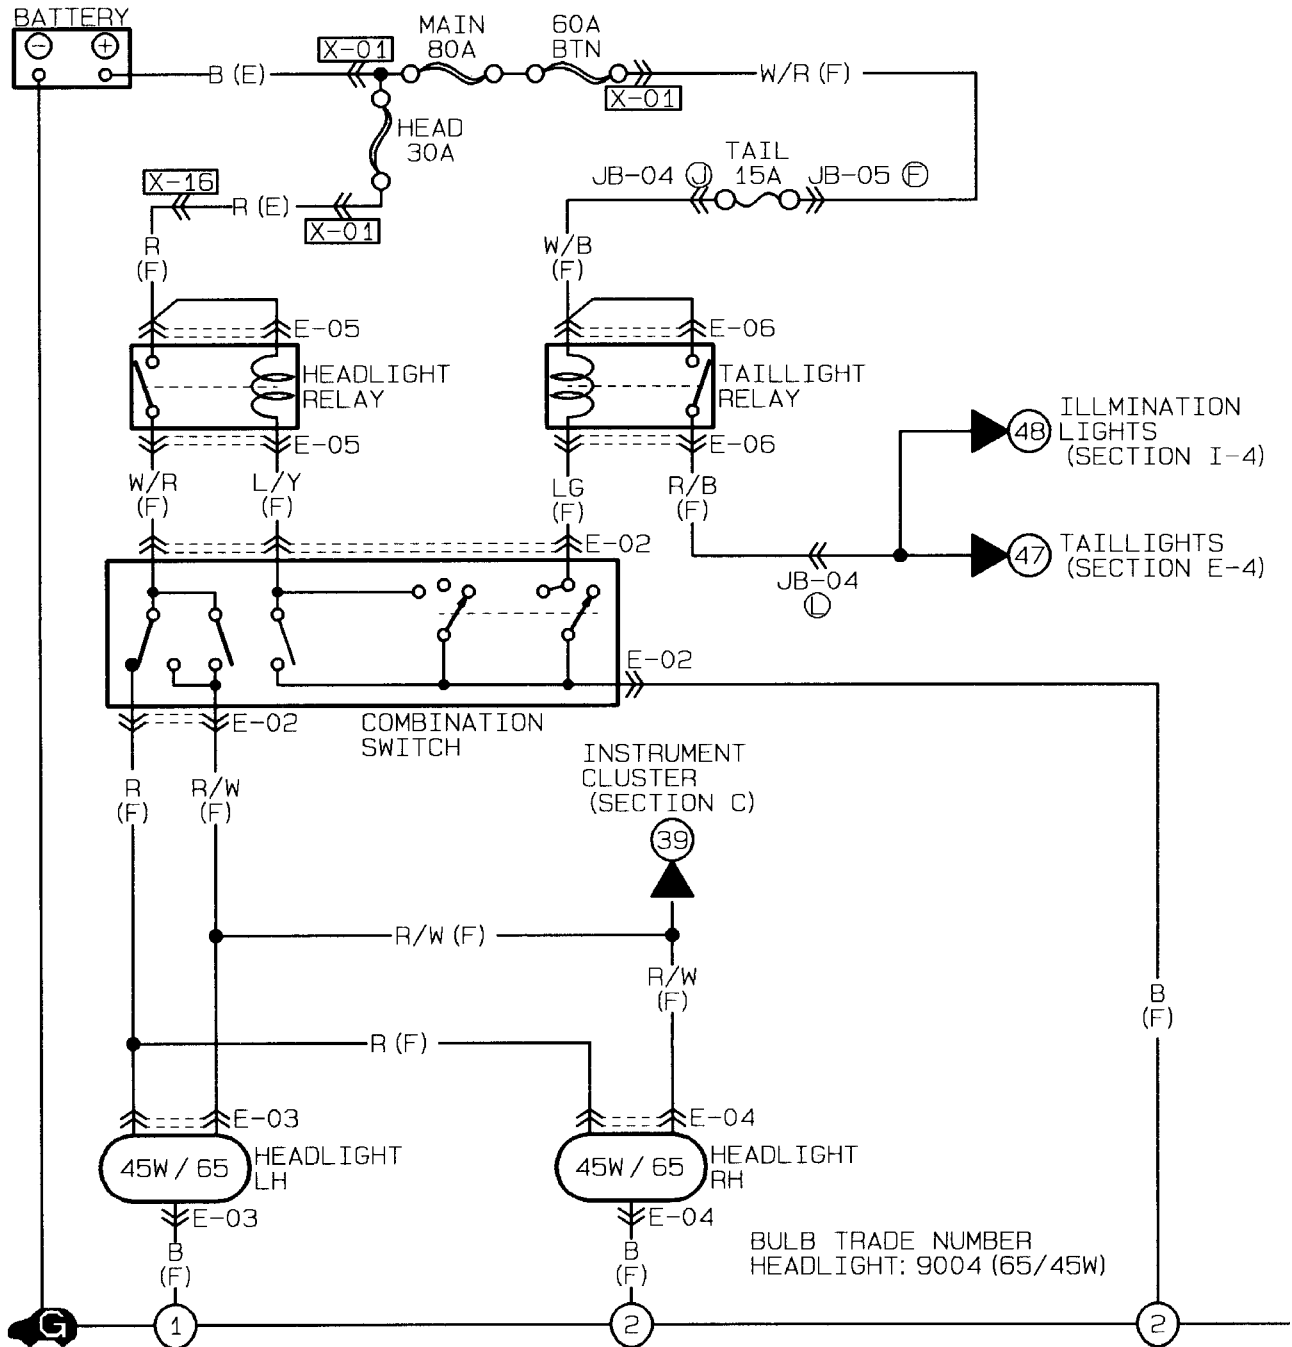 BATTERY
MAIN
80A
60A
BTN
X-01
B (E)
W/R (F)
X-01
HEAD
30A
TAIL
15A
JB-04 J
JB-05 F
X-16
R (E)
X-01
R
(F)
W/B
(F)
E-05
E-06
HEADLIGHT
RELAY
TAILLIGHT
RELAY
E-05
E-06
48
ILLMINATION
LIGHTS
(SECTION I-4)
W/R
(F)
L/Y
(F)
LG
(F)
R/B
(F)
E-02
47
TAILLIGHTS
(SECTION E-4)
JB-04
L
E-02
E-02
COMBINATION
SWITCH
INSTRUMENT
CLUSTER
(SECTION C)
R
(F)
R/W
(F)
39
R/W (F)
R/W
(F)
B
(F)
R (F)
E-03
E-04
45W / 65
HEADLIGHT
LH
45W / 65
HEADLIGHT
RH
E-03
E-04
B
(F)
B
(F)
BULB TRADE NUMBER
HEADLIGHT: 9004 (65/45W)
G
1
2
2